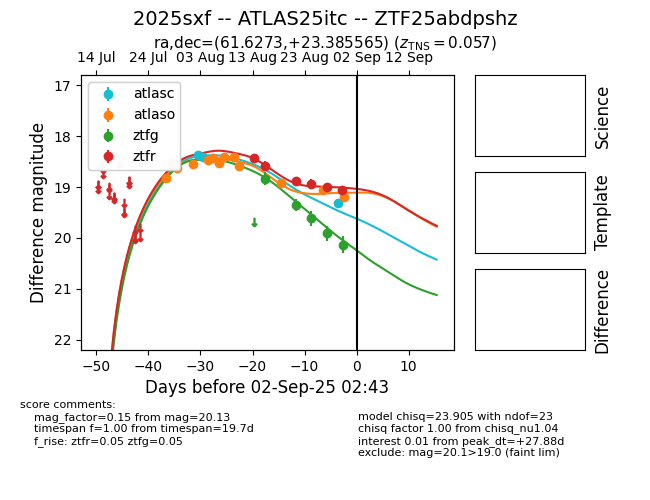 2025sxf -- ATLAS25itc -- ZTF25abdpshz
ra,dec=(61.6273,+23.385565) (z_TNS = 0.057)
14 Jul 24 Jul 03 Aug 13 Aug 23 Aug 02 Sep 12 Sep
17
18
19
20
21
22
Difference magnitude
atlasc
atlaso
ztfg
ztfr
−50 −40 −30 −20 −10 0 10
Days before 02-Sep-25 02:43
Science
Template
Difference
score comments:
mag_factor=0.15 from mag=20.13
timespan f=1.00 from timespan=19.7d
f_rise: ztfr=0.05 ztfg=0.05
model chisq=23.905 with ndof=23
chisq factor 1.00 from chisq_nu1.04
interest 0.01 from peak_dt=+27.88d
exclude: mag=20.1>19.0 (faint lim)